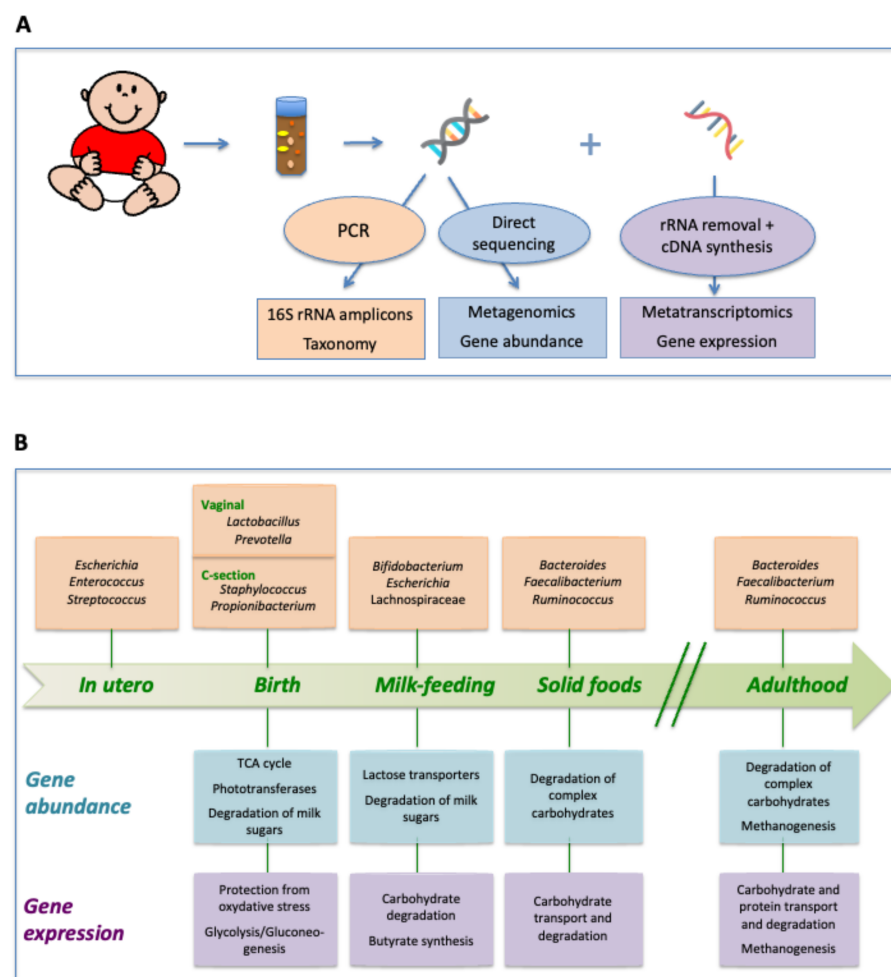 A
PCR
Direct
sequencing
rRNA removal +
cDNA synthesis
16S rRNA amplicons
Taxonomy
Metagenomics
Gene abundance
Metatranscriptomics
Gene expression
B
Escherichia
Enterococcus
Streptococcus
Vaginal
Lactobacillus
Prevotella
C-section
Staphylococcus
Propionibacterium
Bifidobacterium
Escherichia
Lachnospiraceae
Bacteroides
Faecalibacterium
Ruminococcus
Bacteroides
Faecalibacterium
Ruminococcus
In utero
Birth
Milk-feeding
Solid foods
Adulthood
Gene
abundance
TCA cycle
Phototransferases
Degradation of milk
sugars
Lactose transporters
Degradation of milk
sugars
Degradation of
complex
carbohydrates
Degradation of
complex
carbohydrates
Methanogenesis
Gene
expression
Protection from
oxydative stress
Glycolysis/Gluconeo-
genesis
Carbohydrate
degradation
Butyrate synthesis
Carbohydrate
transport and
degradation
Carbohydrate and
protein transport
and degradation
Methanogenesis